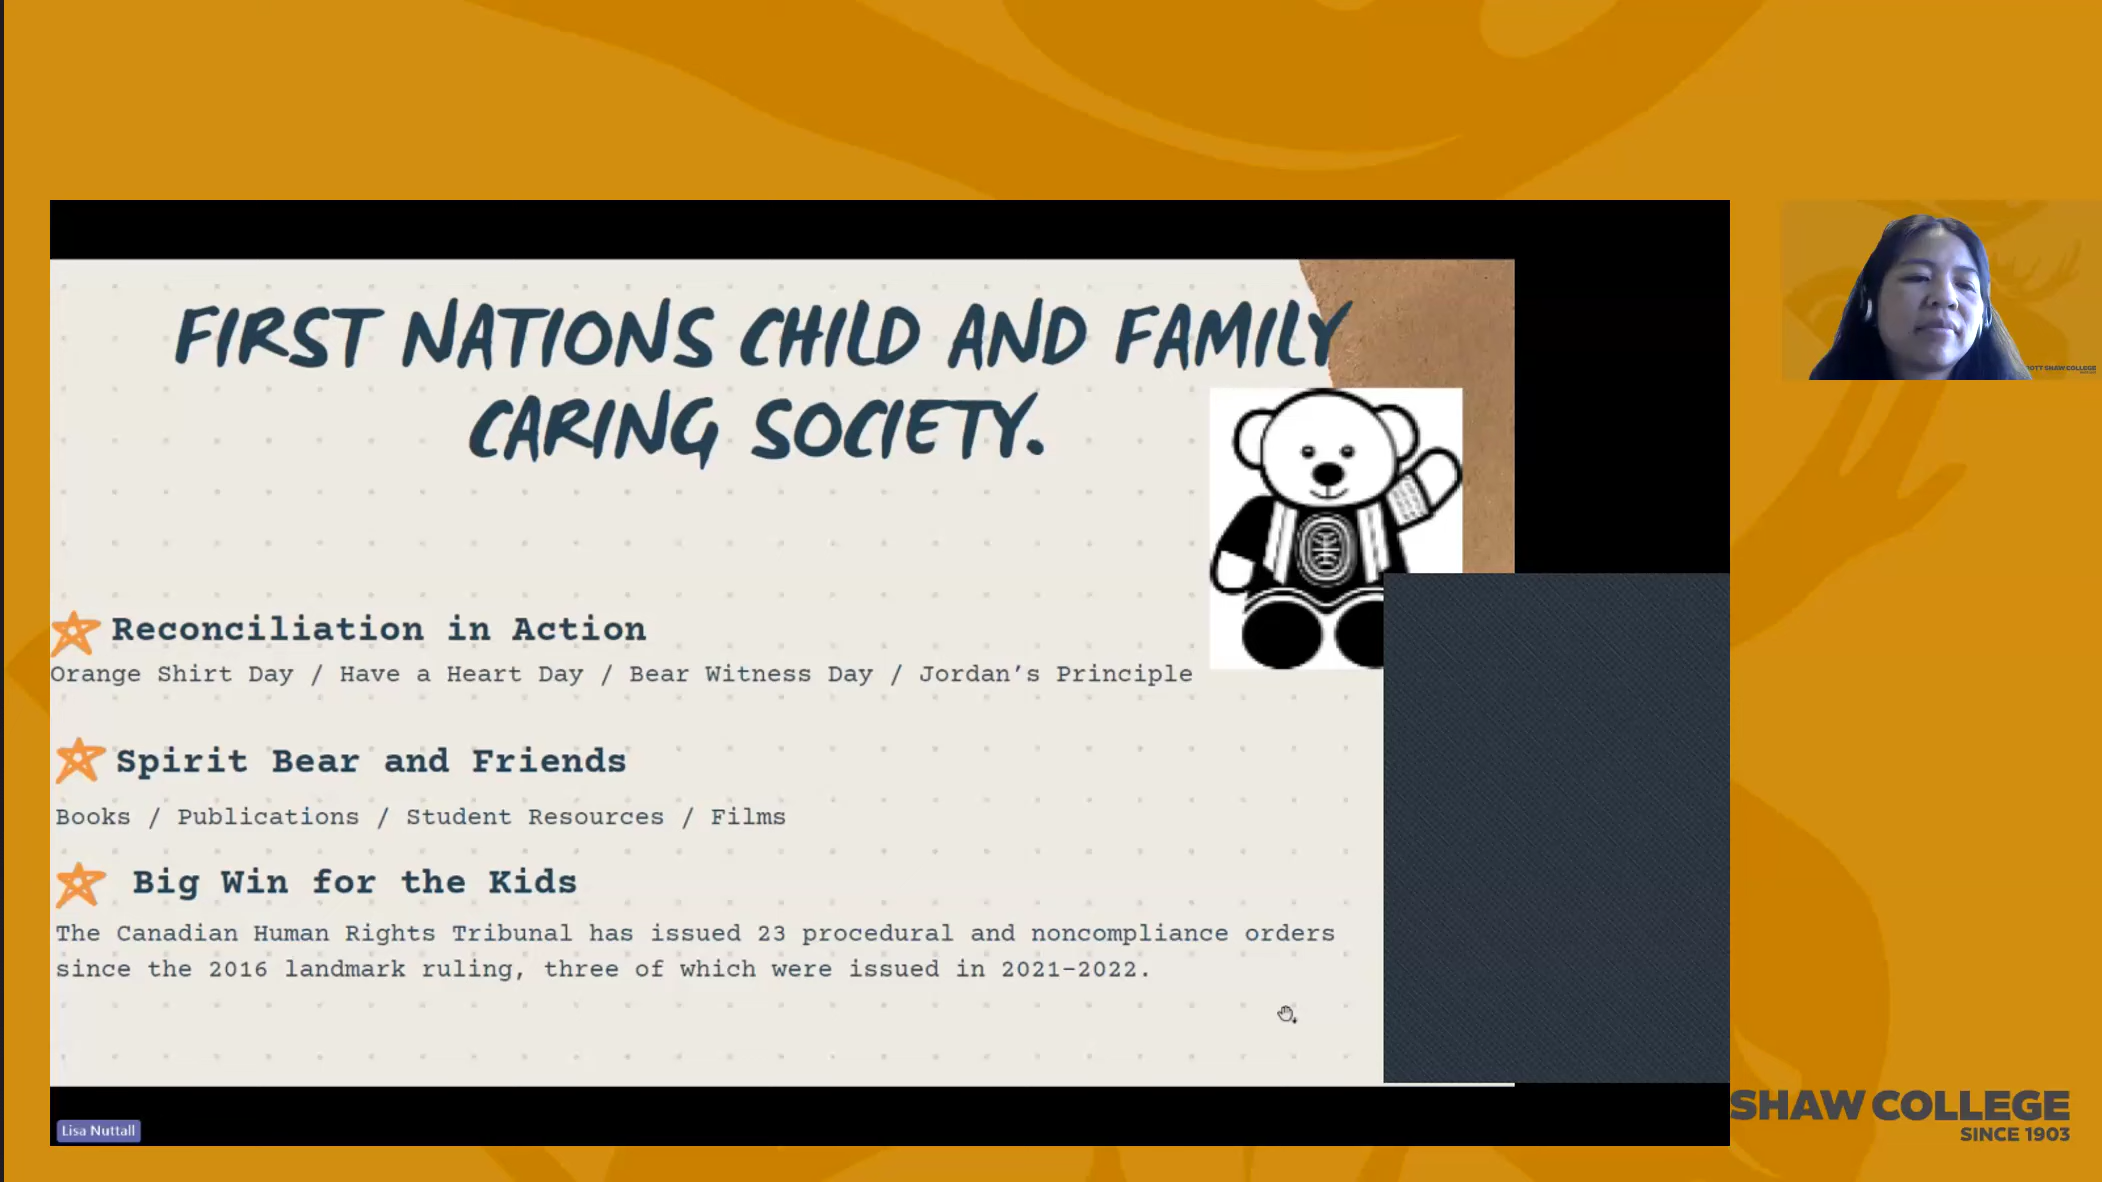 FIRST NATIONS CHILD AND FAMILY
CARING SOCIETY.
Reconciliation in Action
Orange Shirt Day / Have a Heart Day / Bear Witness Day / Jordan’s Principle
Spirit Bear and Friends
Books / Publications / Student Resources / Films
Big Win for the Kids
The Canadian Human Rights Tribunal has issued 23 procedural and noncompliance orders
since the 2016 landmark ruling, three of which were issued in 2021-2022.
Lisa Nuttall
SHAW COLLEGE
SHAW COLLEGE
SINCE 1903